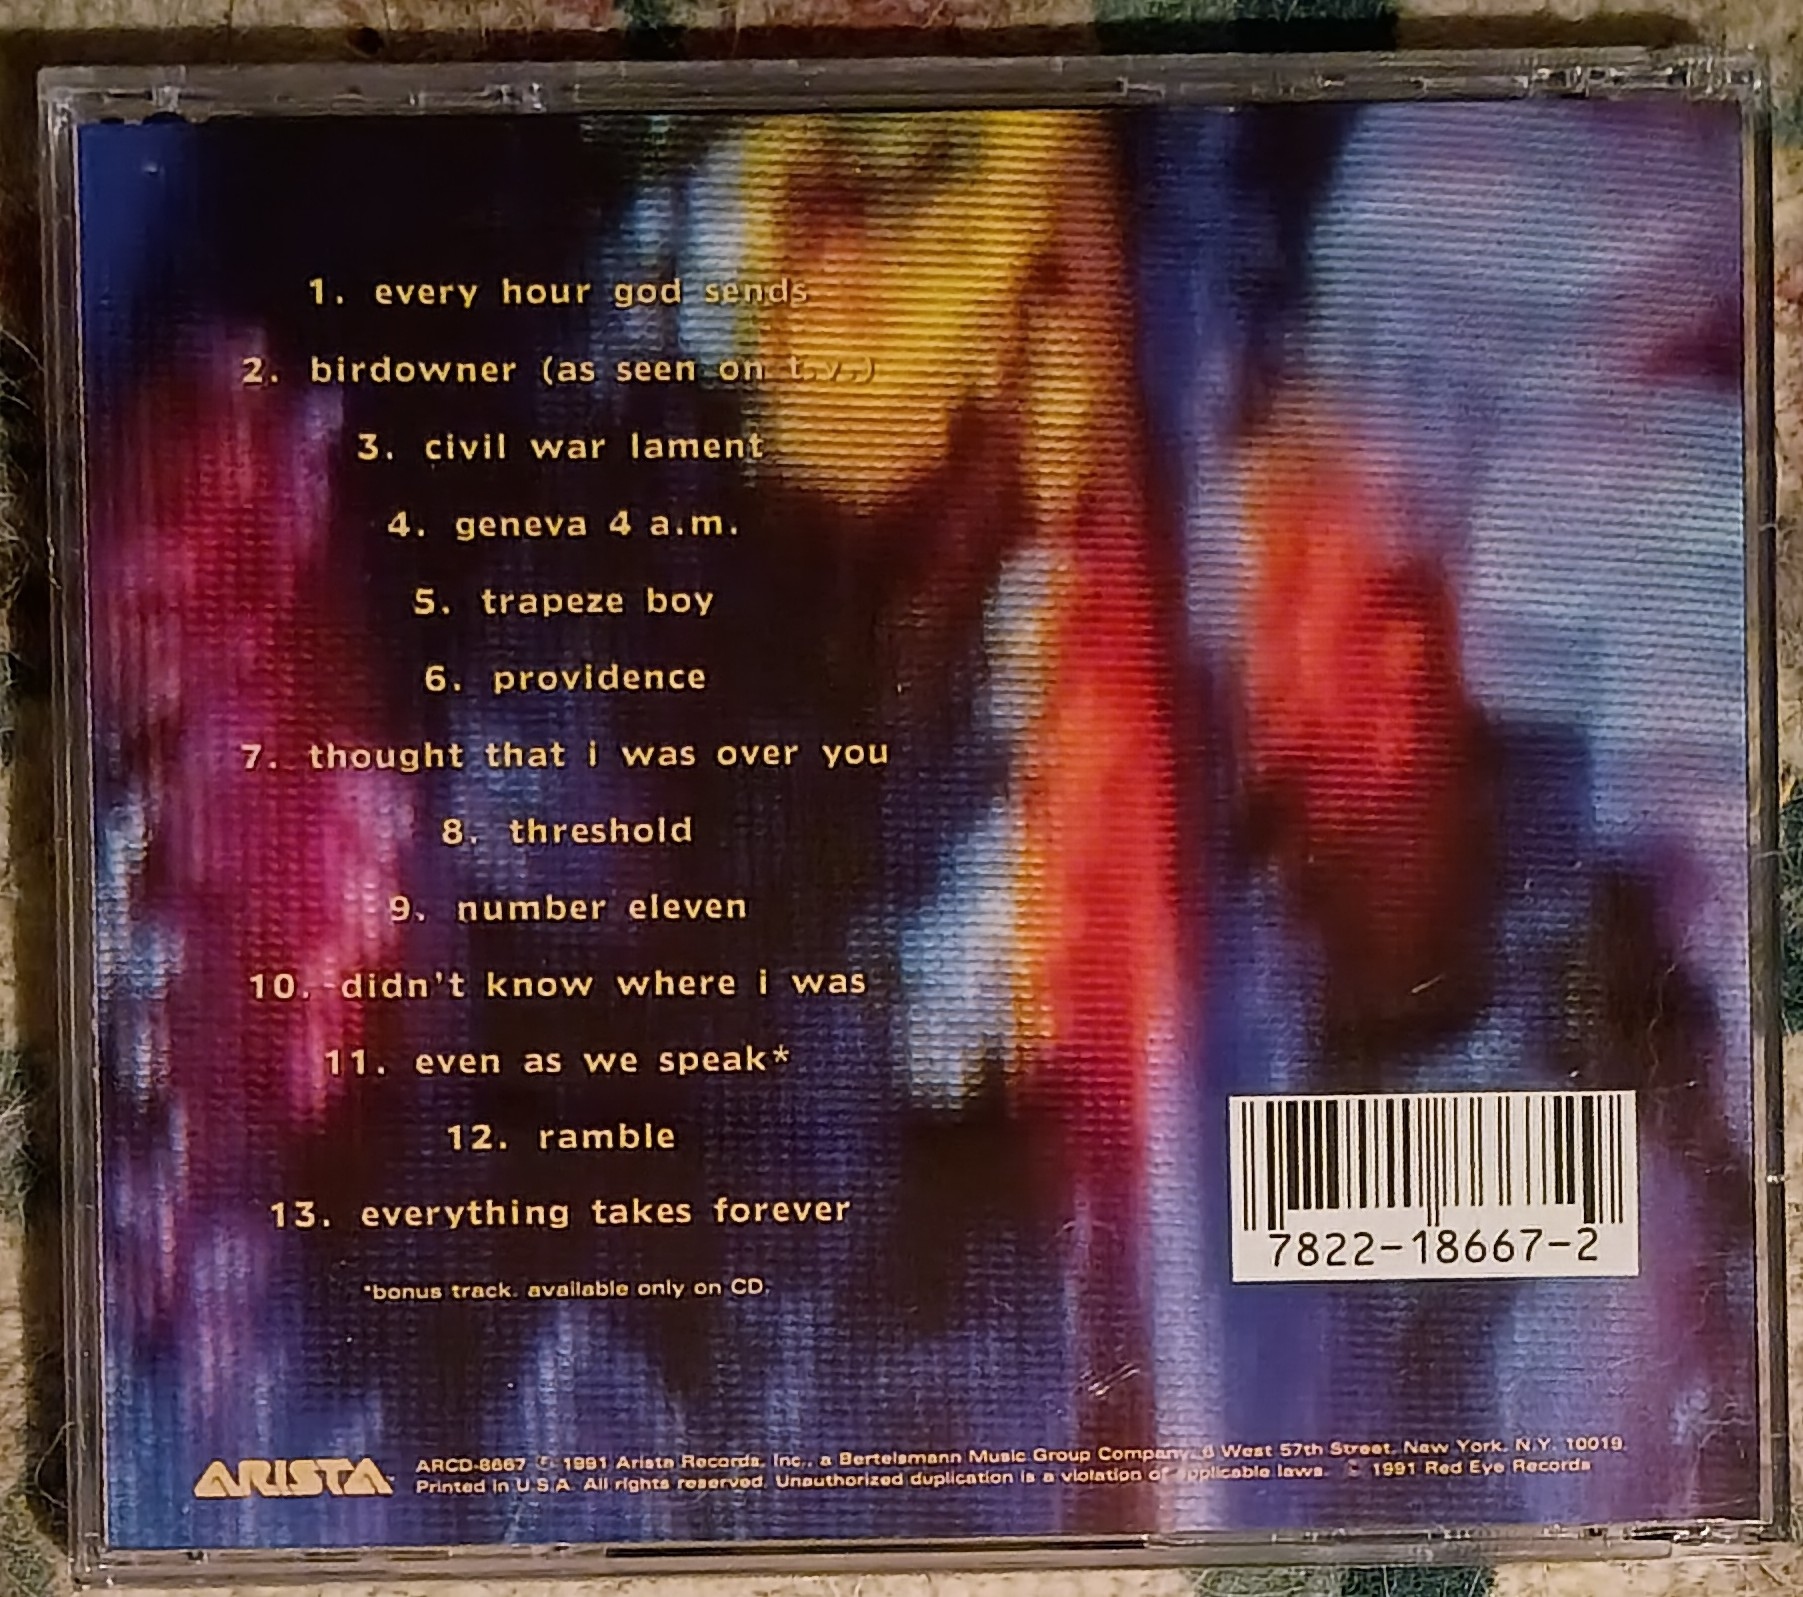 1. every hour god sends
2. birdowner (as seen on t.v.)
3. civil war lament
4. geneva 4 a.m.
5. trapeze boy
6. providence
7. thought that i was over you
8. threshold
9. number eleven
10. didn't know where i was
11. even as we speak*
12. ramble
13. everything takes forever
*bonus track. available only on CD.
7822-18667-2
ARISTA
ARCD-8667 ℗ 1991 Arista Records, Inc., a Bertelsmann Music Group Company, 6 West 57th Street, New York, N.Y. 10019.
Printed in U.S.A. All rights reserved. Unauthorized duplication is a violation of applicable laws. © 1991 Red Eye Records